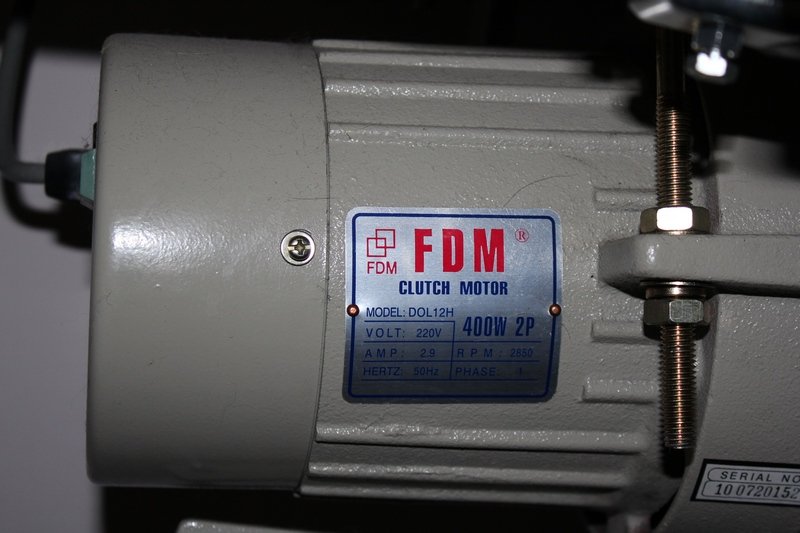 FDM
FDM ®
CLUTCH MOTOR
MODEL: DOL12H
400W 2P
VOLT: 220V
AMP: 2.9 RPM: 2850
HERTZ: 50Hz PHASE: 1
SERIAL NO
100720152